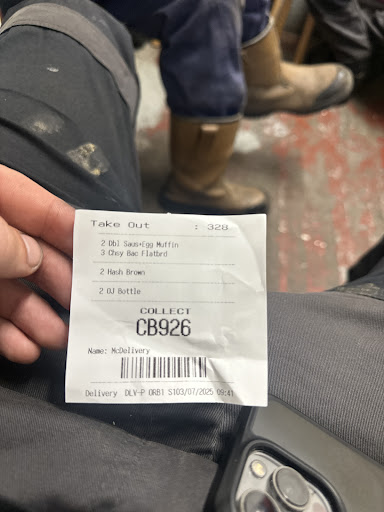 Take Out : 328
2 Dbl Saus+Egg Muffin
3 Chsy Bac Flatbrd
2 Hash Brown
2 OJ Bottle
COLLECT
CB926
Name: McDelivery
Delivery DLV-P ORB1 S103/07/2025 09:41